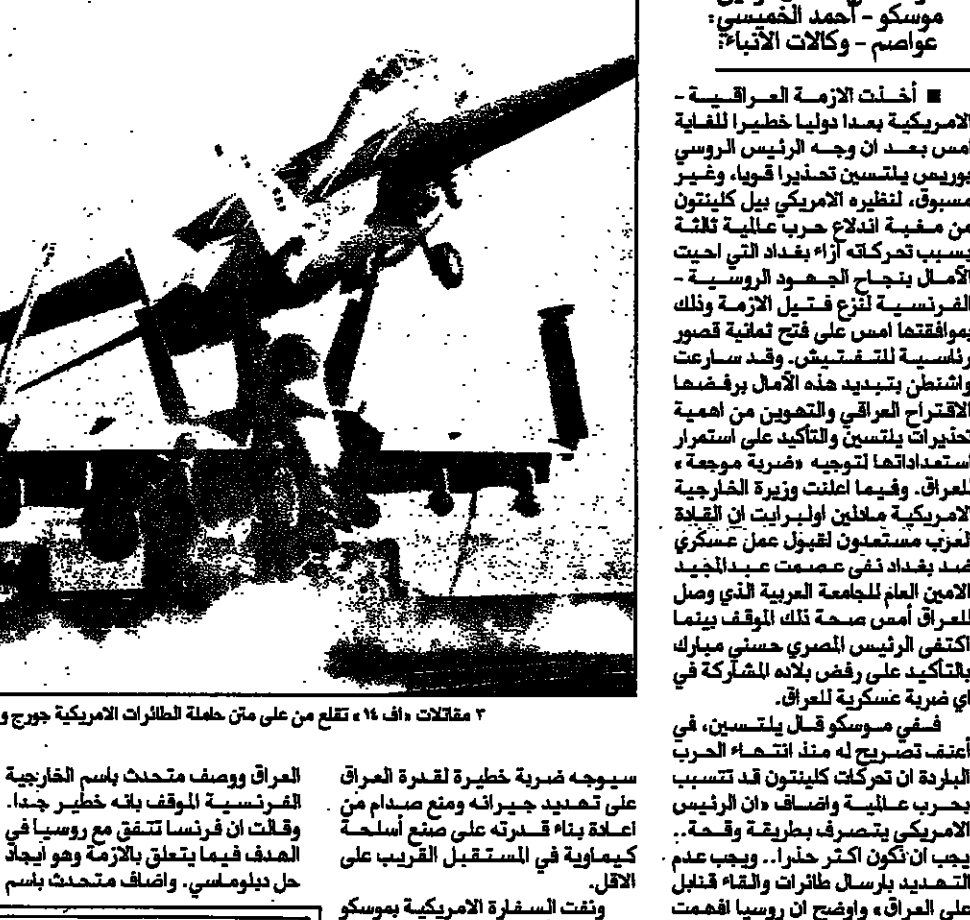 موسكو - أحمد الخميسي:
عواصم - وكالات الانباء:
■ أخذت الازمة العراقية -
الامريكية بعدا دوليا خطيرا للغاية
امس بعد ان وجه الرئيس الروسي
بوريس يلتسين تحذيرا قويا، وغير
مسبوق، لنظيره الامريكي بيل كلينتون
من مغبة اندلاع حرب عالمية ثالثة
بسبب تحركاته ازاء بغداد التي احيت
الآمال بنجاح الجهود الروسية -
الفرنسية لنزع فتيل الازمة وذلك
بموافقتها امس على فتح ثمانية قصور
رئاسية للتفتيش. وقد سارعت
واشنطن بتبديد هذه الآمال برفضها
الاقتراح العراقي والتهوين من اهمية
تحذيرات يلتسين والتأكيد على استمرار
استعداداتها لتوجيه «ضربة موجعة»
للعراق. وفيما اعلنت وزيرة الخارجية
الامريكية مادلين اولبرايت ان القادة
العرب مستعدون لقبول عمل عسكري
ضد بغداد نفى عصمت عبدالمجيد
الامين العام للجامعة العربية الذي وصل
للعراق أمس صحة ذلك الموقف بينما
اكتفى الرئيس المصري حسني مبارك
بالتأكيد على رفض بلاده المشاركة في
اي ضربة عسكرية للعراق.
ففي موسكو قال يلتسين، في
أعنف تصريح له منذ انتهاء الحرب
الباردة ان تحركات كلينتون قد تتسبب
بحرب عالمية واضاف «ان الرئيس
الامريكي يتصرف بطريقة وقحة..
يجب ان نكون اكثر حذرا.. ويجب عدم
التهديد بارسال طائرات والقاء قنابل
على العراق» واوضح ان روسيا افهمت
٣ مقاتلات «اف ١٤» تقلع من على متن حاملة الطائرات الامريكية جورج و
سيوجه ضربة خطيرة لقدرة العراق
على تهديد جيرانه ومنع صدام من
اعادة بناء قدرته على صنع أسلحة
كيماوية في المستقبل القريب على
الاقل.
ونفت السفارة الامريكية بموسكو
العراق ووصف متحدث باسم الخارجية
الفرنسية الموقف بانه خطير جدا.
وقالت ان فرنسا تتفق مع روسيا في
الهدف فيما يتعلق بالازمة وهو ايجاد
حل دبلوماسي. واضاف متحدث باسم